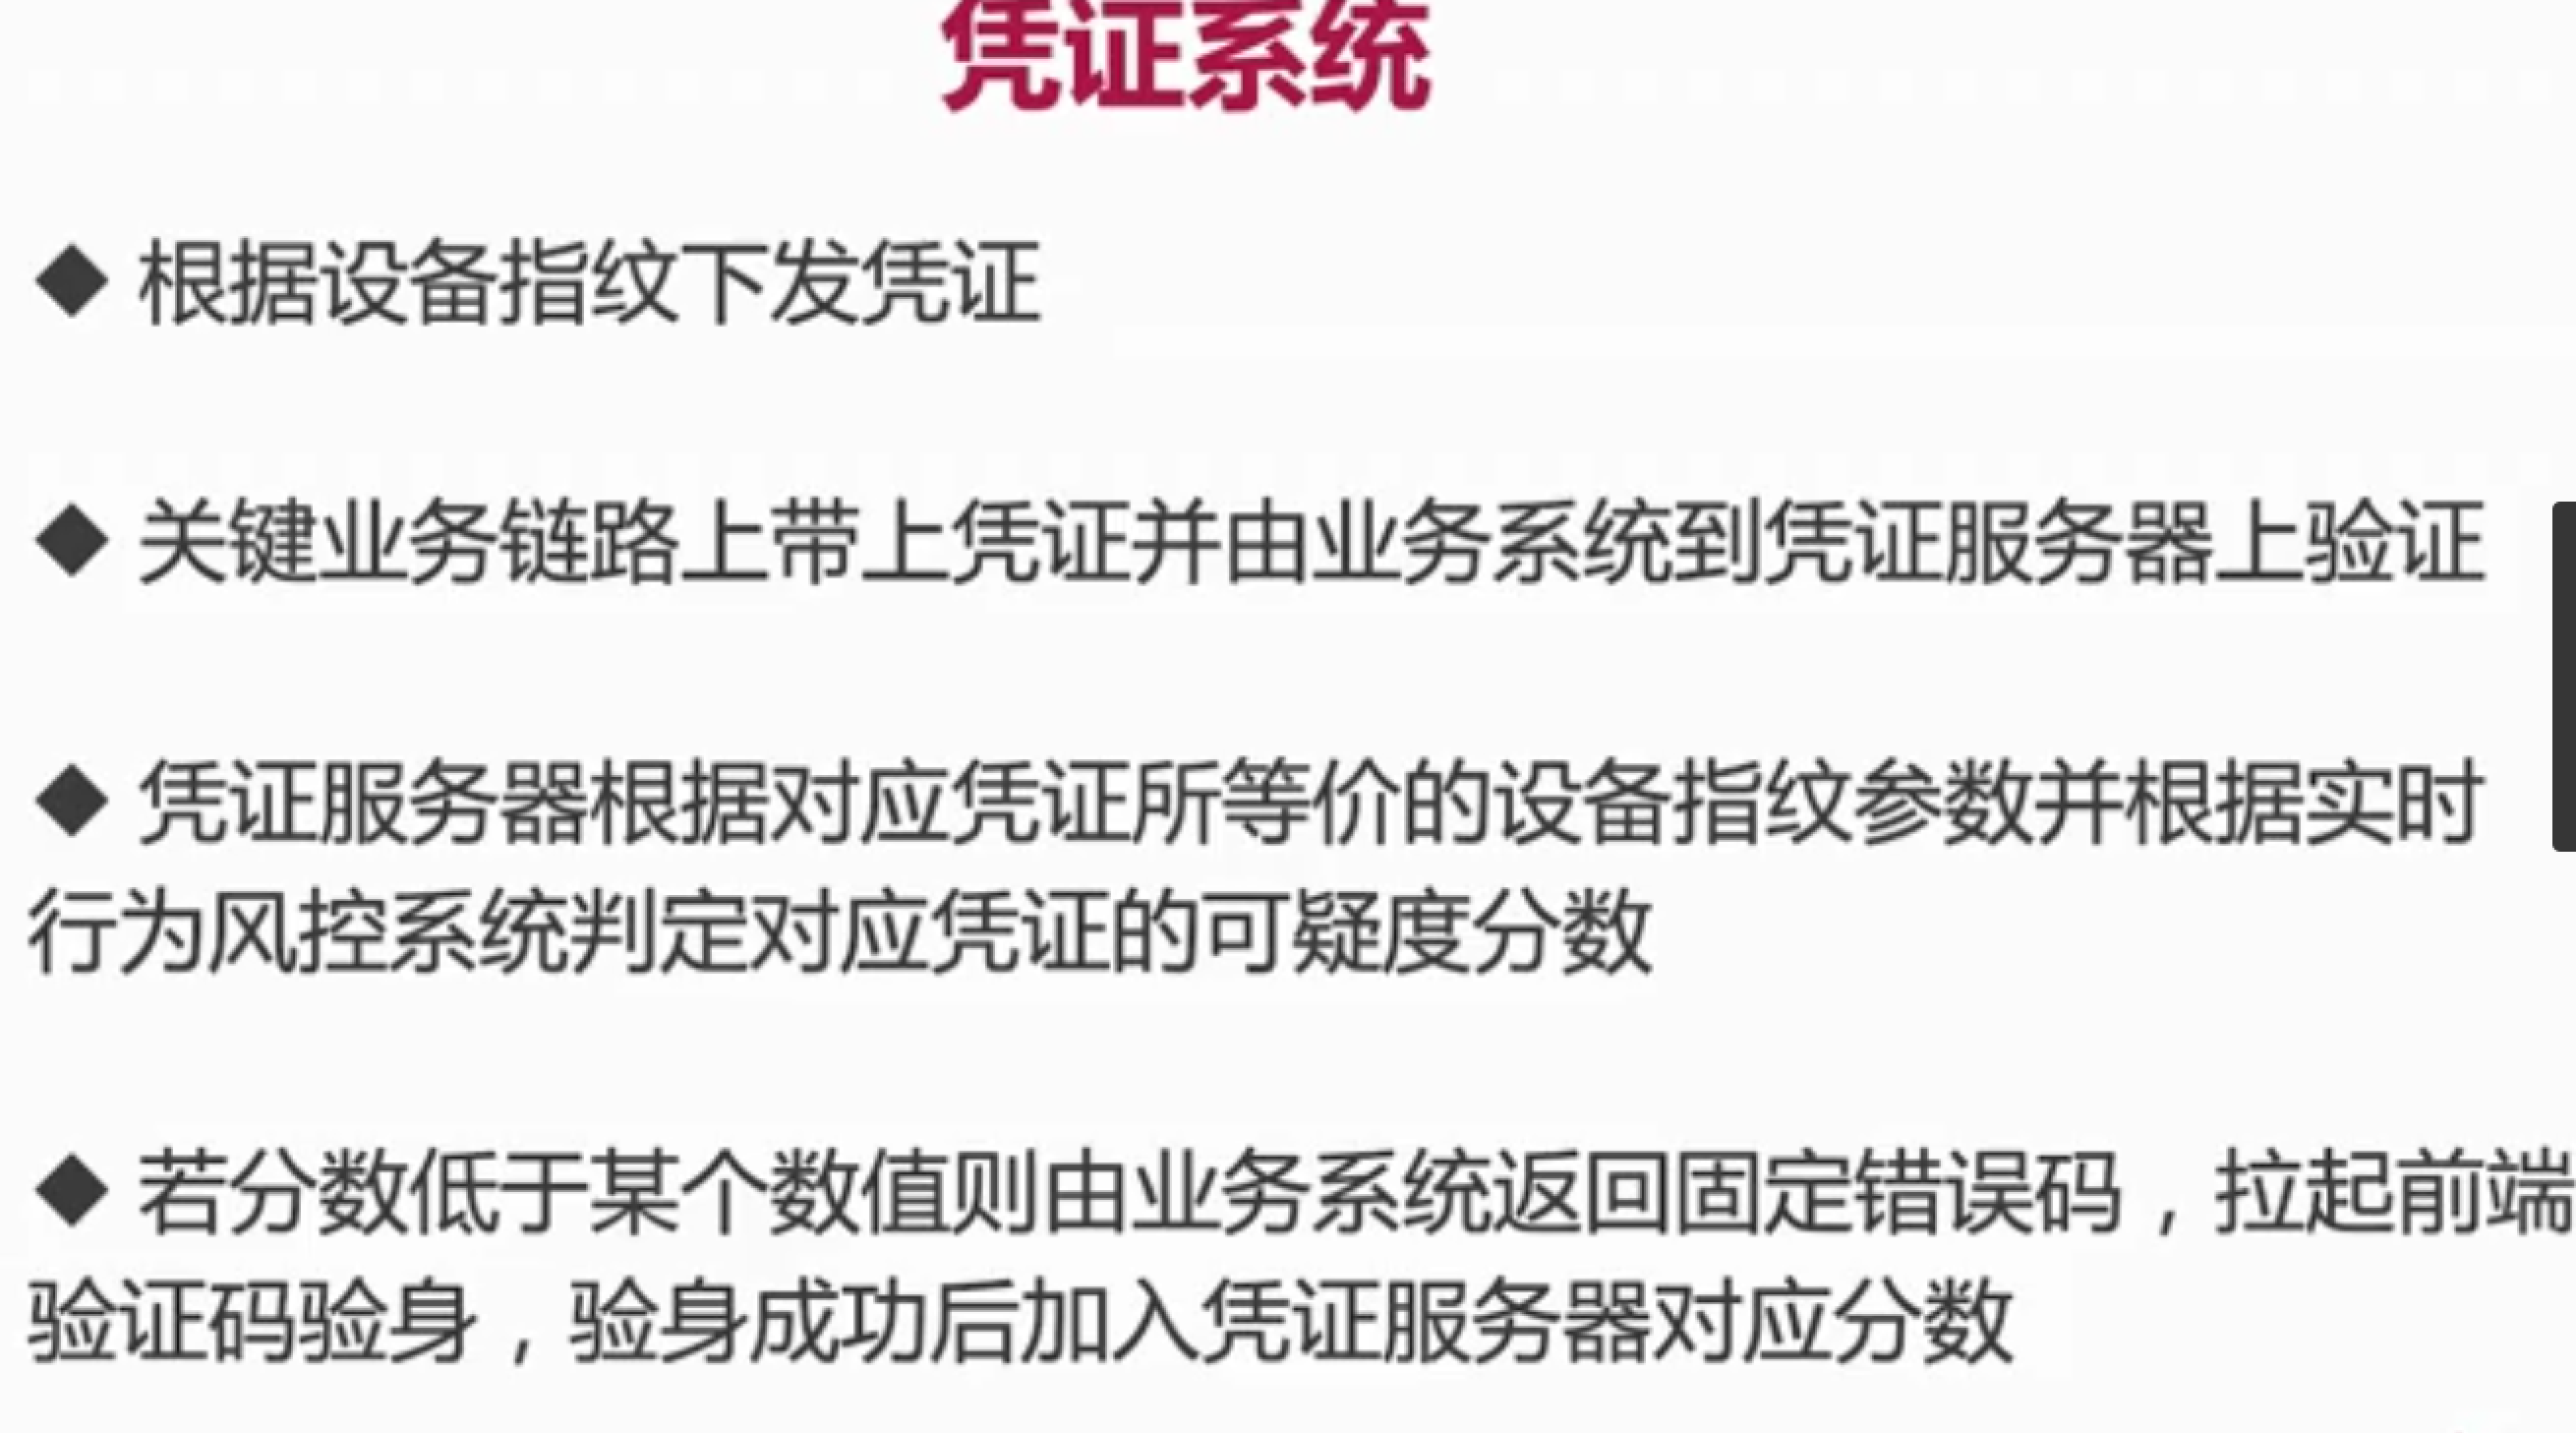 凭证系统
◆ 根据设备指纹下发凭证
◆ 关键业务链路上带上凭证并由业务系统到凭证服务器上验证
◆ 凭证服务器根据对应凭证所等价的设备指纹参数并根据实时
行为风控系统判定对应凭证的可疑度分数
◆ 若分数低于某个数值则由业务系统返回固定错误码，拉起前端
验证码验身，验身成功后加入凭证服务器对应分数